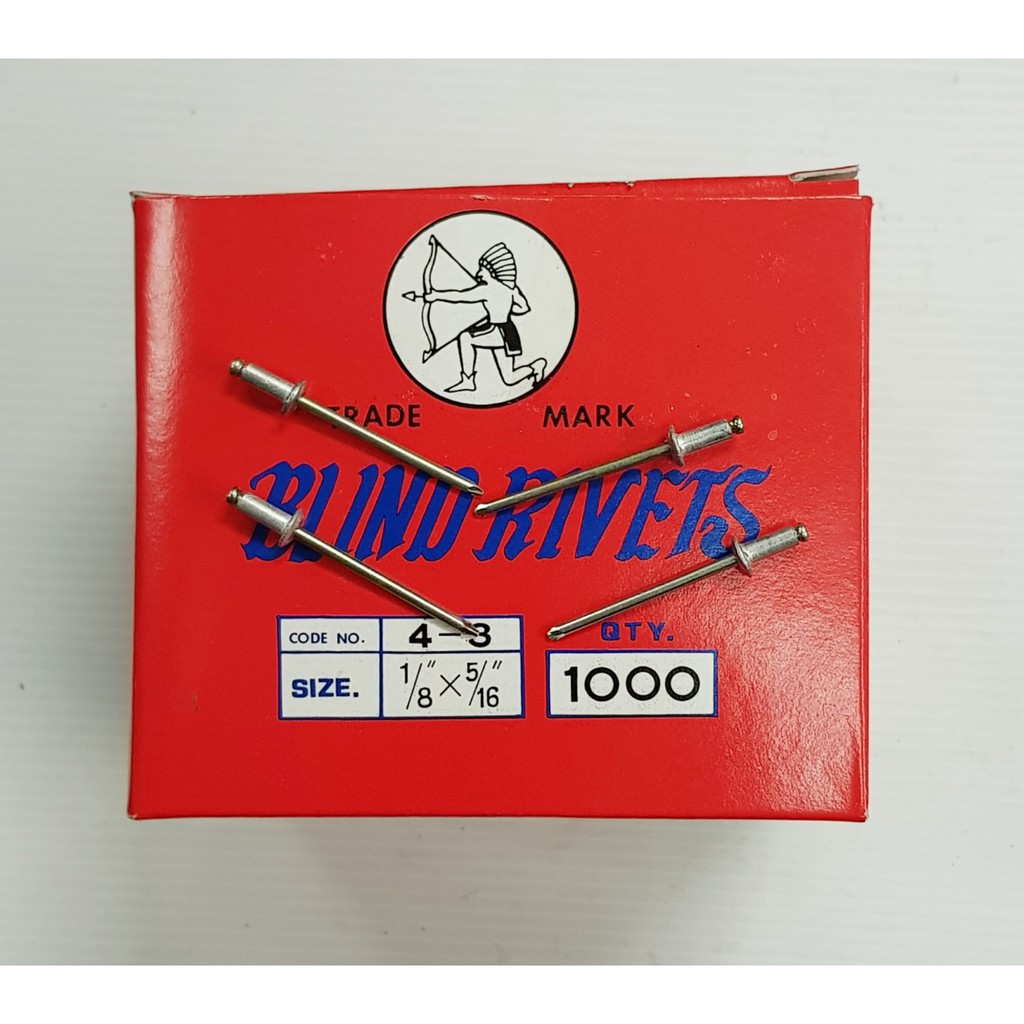 TRADE MARK
BLIND RIVETS
CODE NO. 4-3 QTY.
SIZE. 1/8" × 5/16" 1000